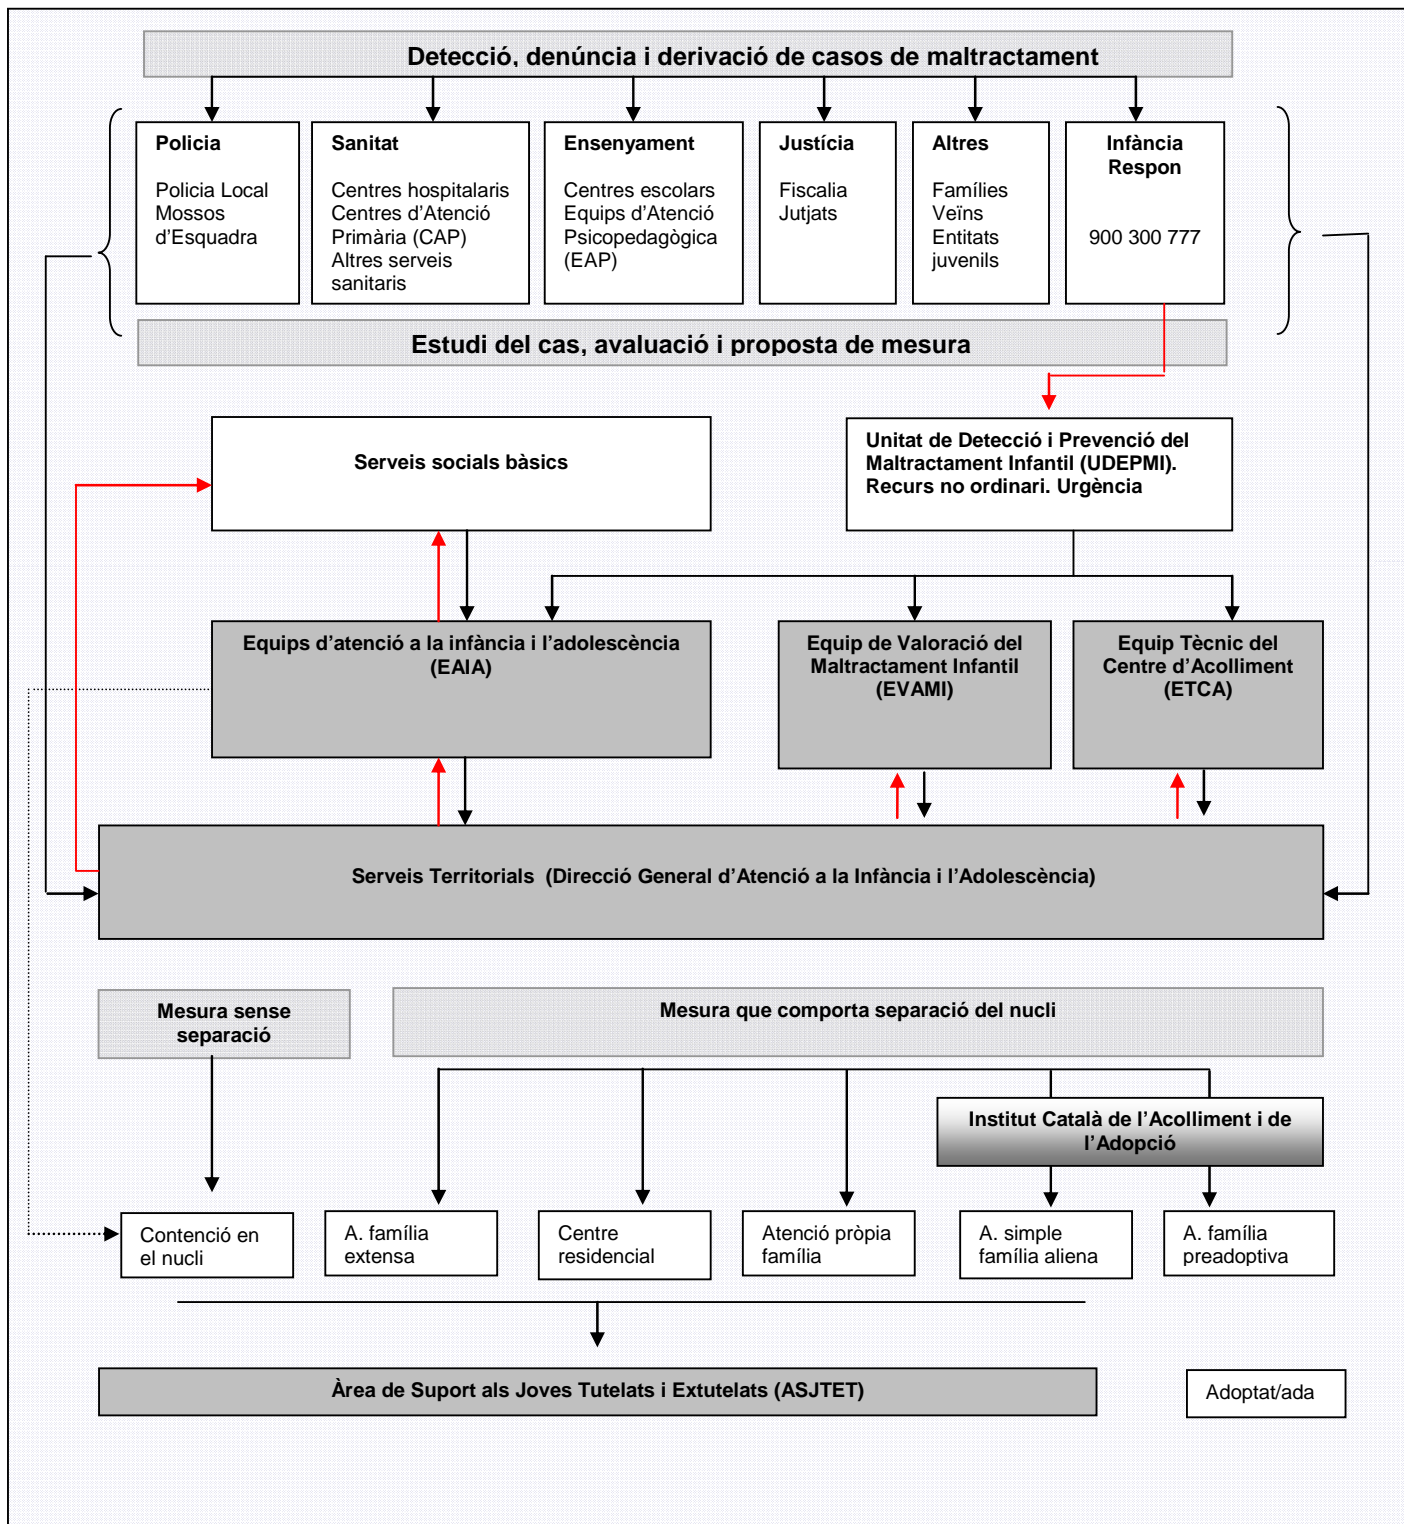 Detecció, denúncia i derivació de casos de maltractament
Policia
Policia Local
Mossos
d'Esquadra
Sanitat
Centres hospitalaris
Centres d'Atenció
Primària (CAP)
Altres serveis
sanitaris
Ensenyament
Centres escolars
Equips d'Atenció
Psicopedagògica
(EAP)
Justícia
Fiscalia
Jutjats
Altres
Famílies
Veïns
Entitats
juvenils
Infància
Respon
900 300 777
Estudi del cas, avaluació i proposta de mesura
Serveis socials bàsics
Unitat de Detecció i Prevenció del
Maltractament Infantil (UDEPMI).
Recurs no ordinari. Urgència
Equips d'atenció a la infància i l'adolescència
(EAIA)
Equip de Valoració del
Maltractament Infantil
(EVAMI)
Equip Tècnic del
Centre d'Acolliment
(ETCA)
Serveis Territorials (Direcció General d'Atenció a la Infància i l'Adolescència)
Mesura sense
separació
Mesura que comporta separació del nucli
Institut Català de l'Acolliment i de
l'Adopció
Contenció en
el nucli
A. família
extensa
Centre
residencial
Atenció pròpia
família
A. simple
família aliena
A. família
preadoptiva
Àrea de Suport als Joves Tutelats i Extutelats (ASJTET)
Adoptat/ada